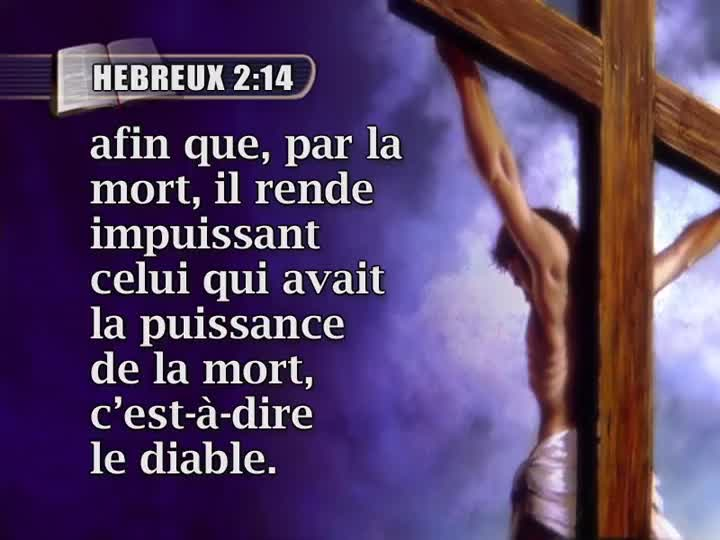 HEBREUX 2:14
afin que, par la
mort, il rende
impuissant
celui qui avait
la puissance
de la mort,
c’est-à-dire
le diable.